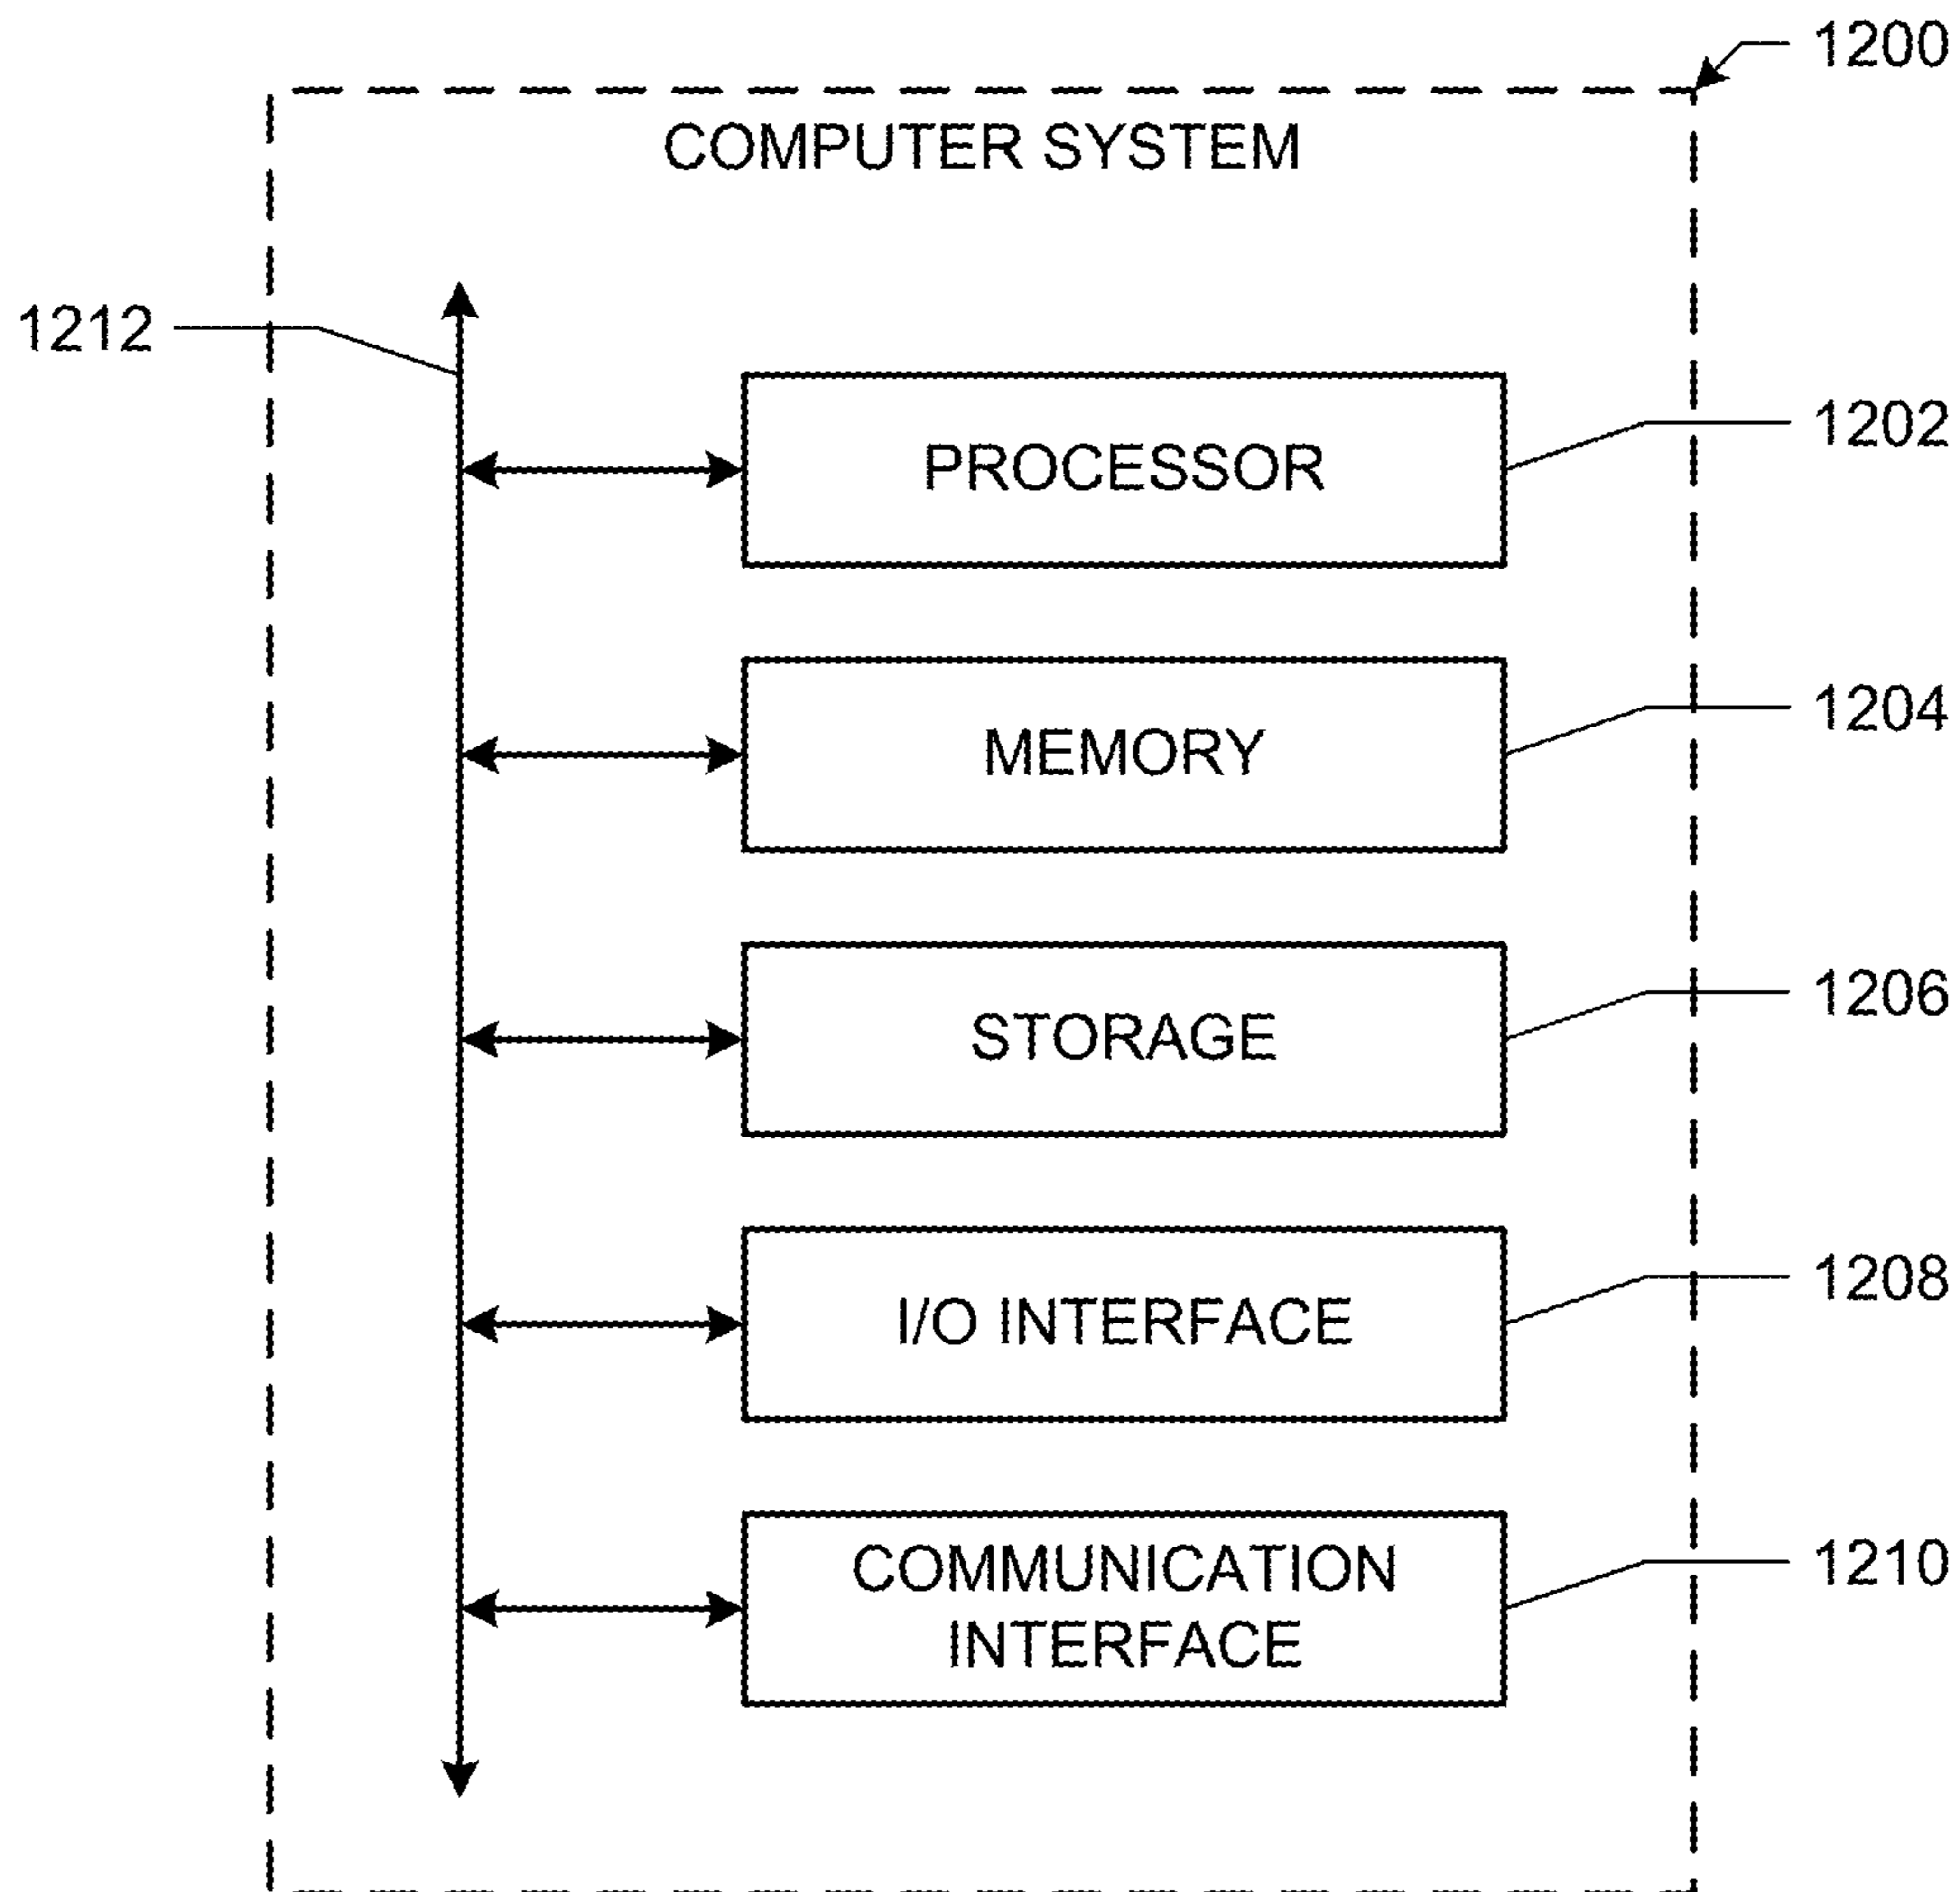 1200
COMPUTER SYSTEM
1212
1202
PROCESSOR
1204
MEMORY
1206
STORAGE
1208
I/O INTERFACE
1210
COMMUNICATION
INTERFACE